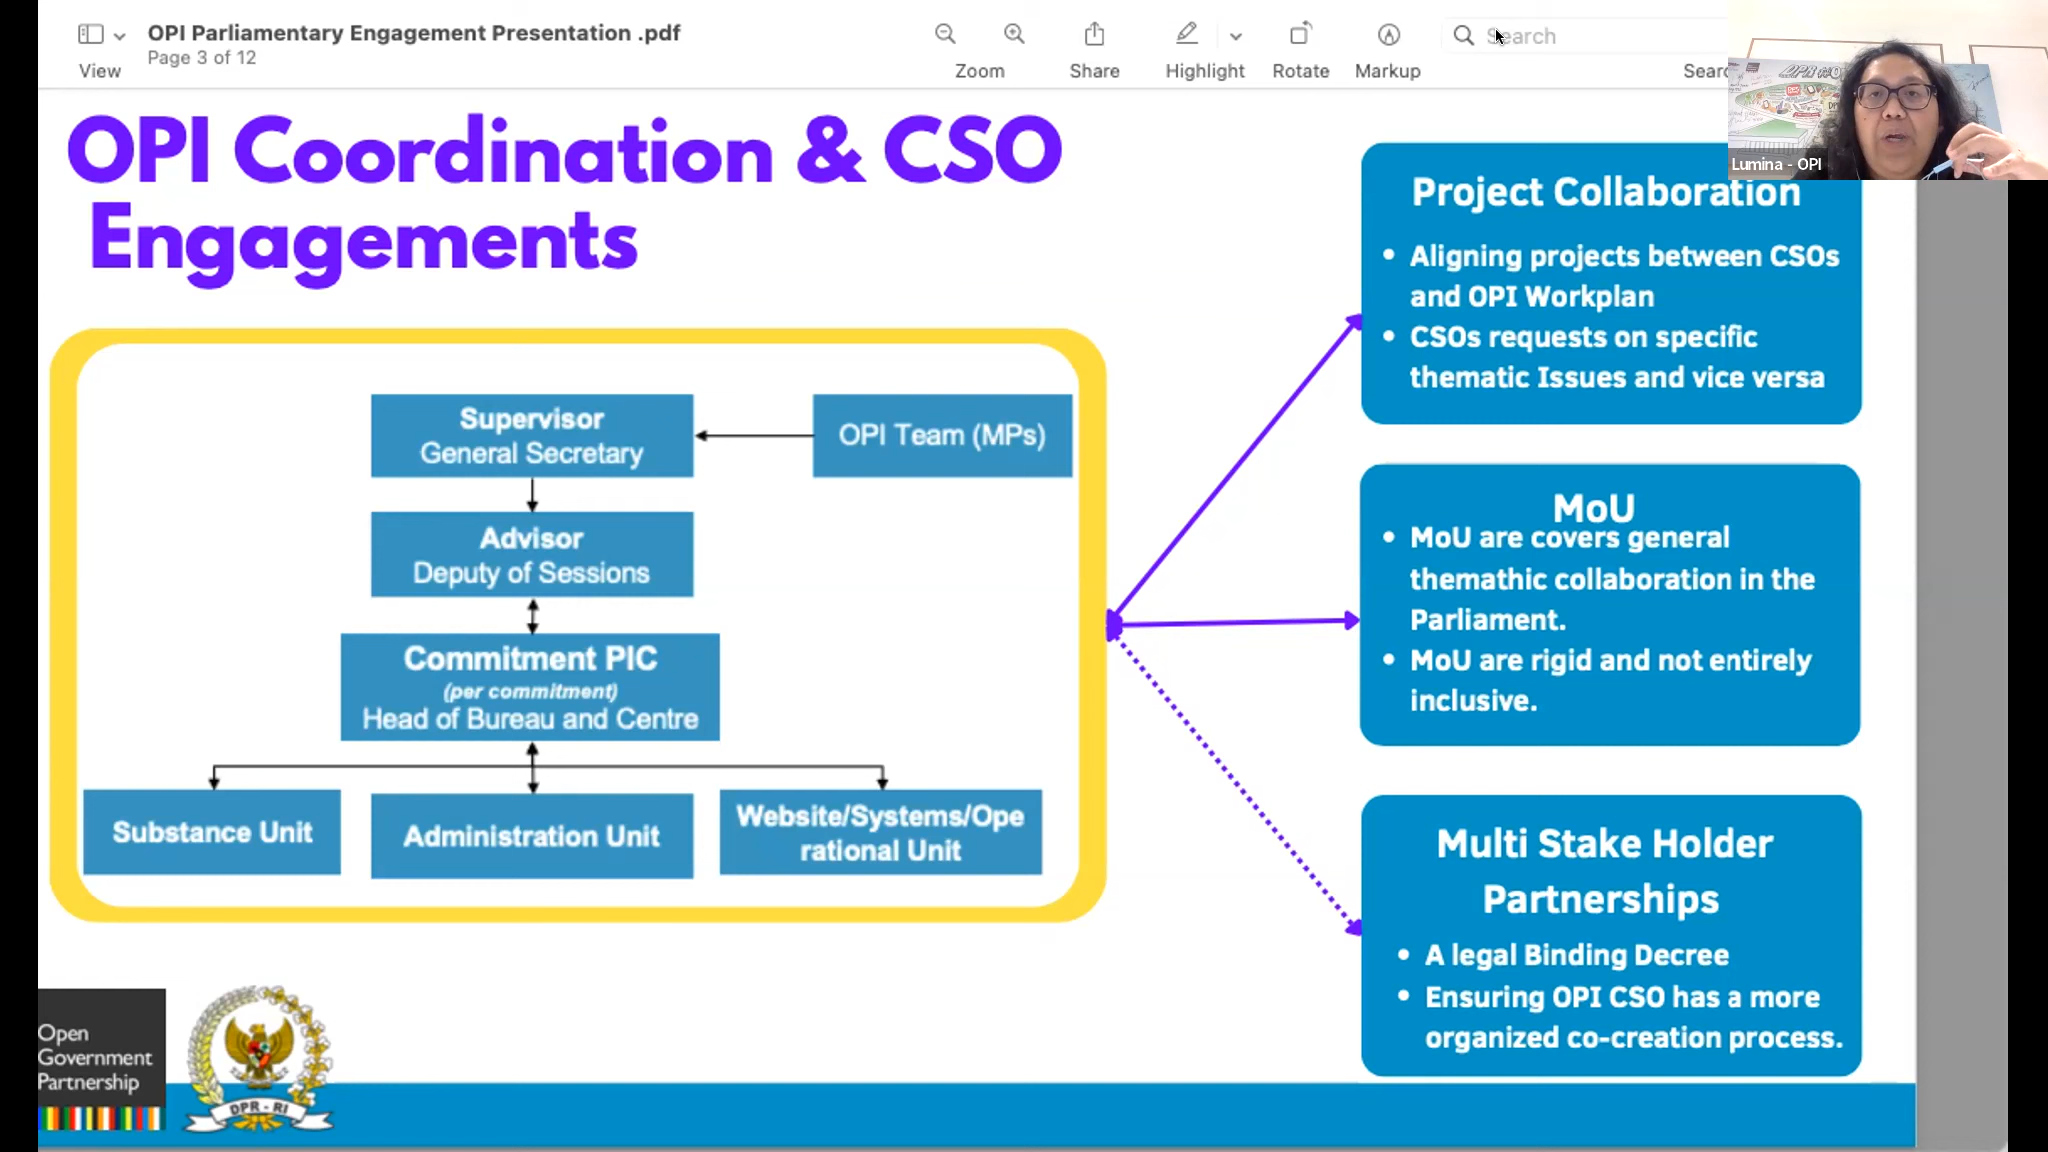 OPI Parliamentary Engagement Presentation .pdf
Page 3 of 12
View
Zoom
Share
Highlight
Rotate
Markup
Search
Searc
Lumina - OPI
OPI Coordination & CSO
Engagements
Supervisor
General Secretary
OPI Team (MPs)
Advisor
Deputy of Sessions
Commitment PIC
(per commitment)
Head of Bureau and Centre
Substance Unit
Administration Unit
Website/Systems/Ope
rational Unit
Project Collaboration
• Aligning projects between CSOs
and OPI Workplan
• CSOs requests on specific
thematic Issues and vice versa
MoU
• MoU are covers general
themathic collaboration in the
Parliament.
• MoU are rigid and not entirely
inclusive.
Multi Stake Holder
Partnerships
• A legal Binding Decree
• Ensuring OPI CSO has a more
organized co-creation process.
Open
Government
Partnership
DPR - RI